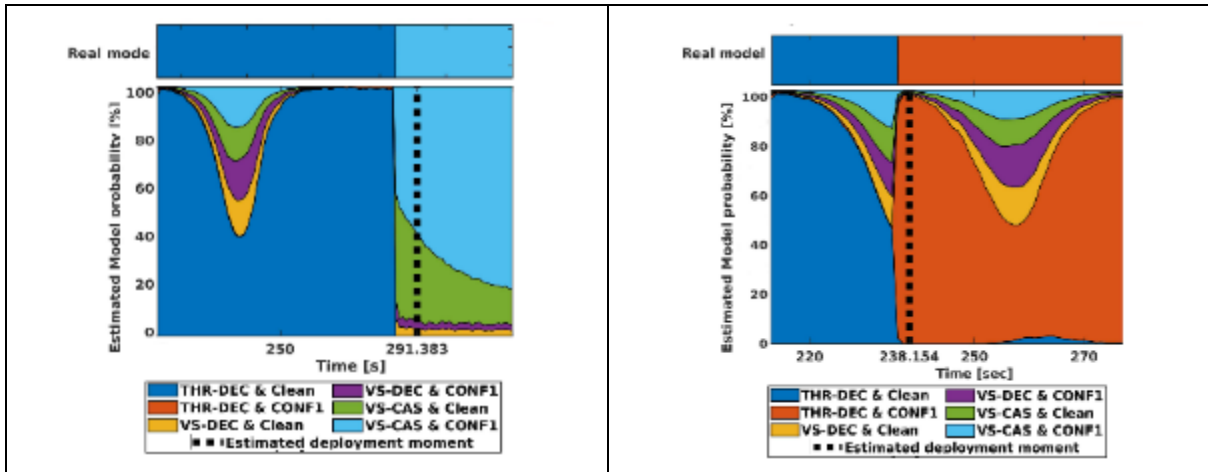 Real mode
Estimated Model probability [%]
100
80
60
40
20
0
250
291.383
Time [s]
THR-DEC & Clean
VS-DEC & CONF1
THR-DEC & CONF1
VS-CAS & Clean
VS-DEC & Clean
VS-CAS & CONF1
Estimated deployment moment
Real model
Estimated Model probability [%]
100
80
60
40
20
0
220
238.154
250
270
Time [sec]
THR-DEC & Clean
VS-DEC & CONF1
THR-DEC & CONF1
VS-CAS & Clean
VS-DEC & Clean
VS-CAS & CONF1
Estimated deployment moment